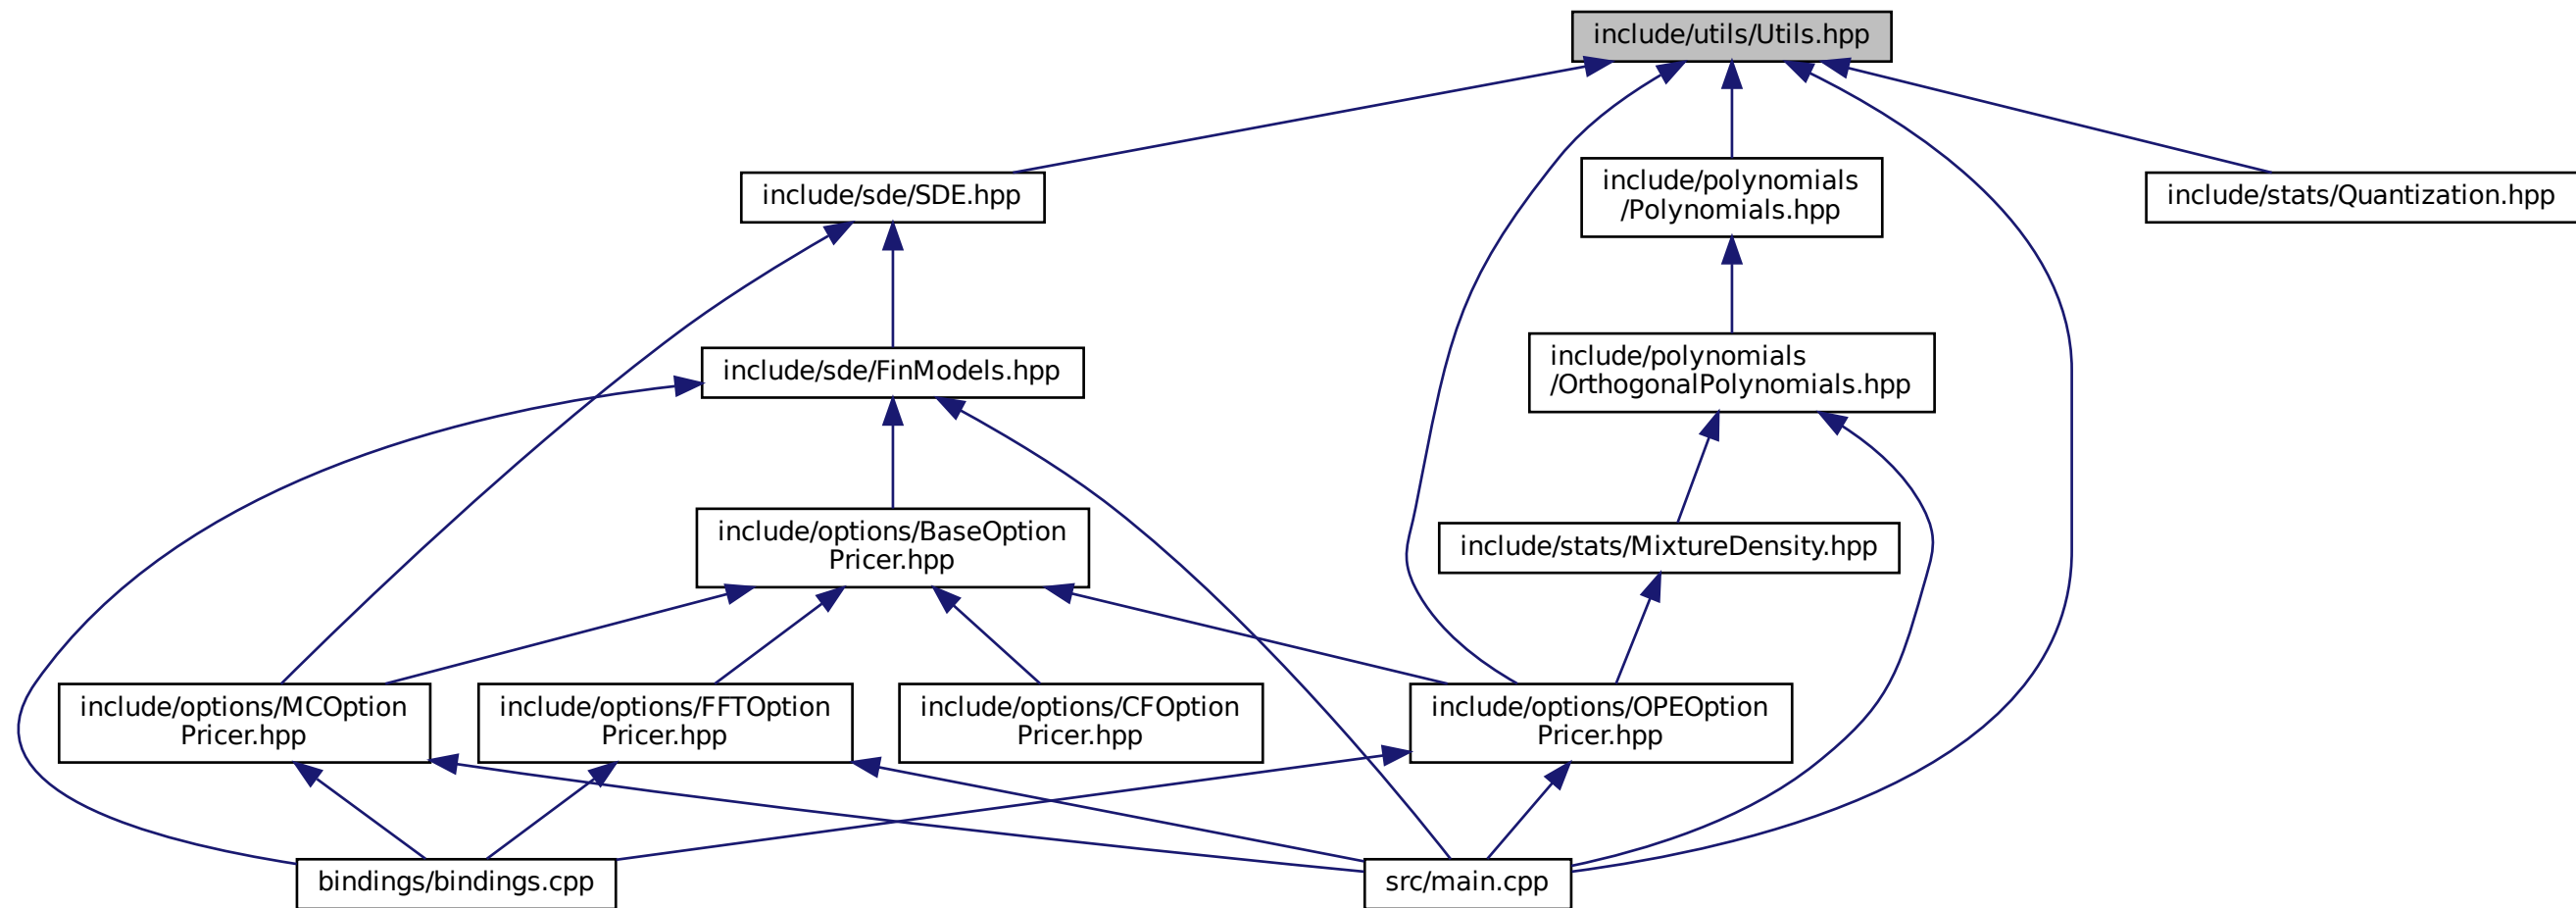 include/utils/Utils.hpp
include/sde/SDE.hpp
include/polynomials
/Polynomials.hpp
include/stats/Quantization.hpp
include/sde/FinModels.hpp
include/polynomials
/OrthogonalPolynomials.hpp
include/options/BaseOption
Pricer.hpp
include/stats/MixtureDensity.hpp
include/options/MCOption
Pricer.hpp
include/options/FFTOption
Pricer.hpp
include/options/CFOption
Pricer.hpp
include/options/OPEOption
Pricer.hpp
bindings/bindings.cpp
src/main.cpp